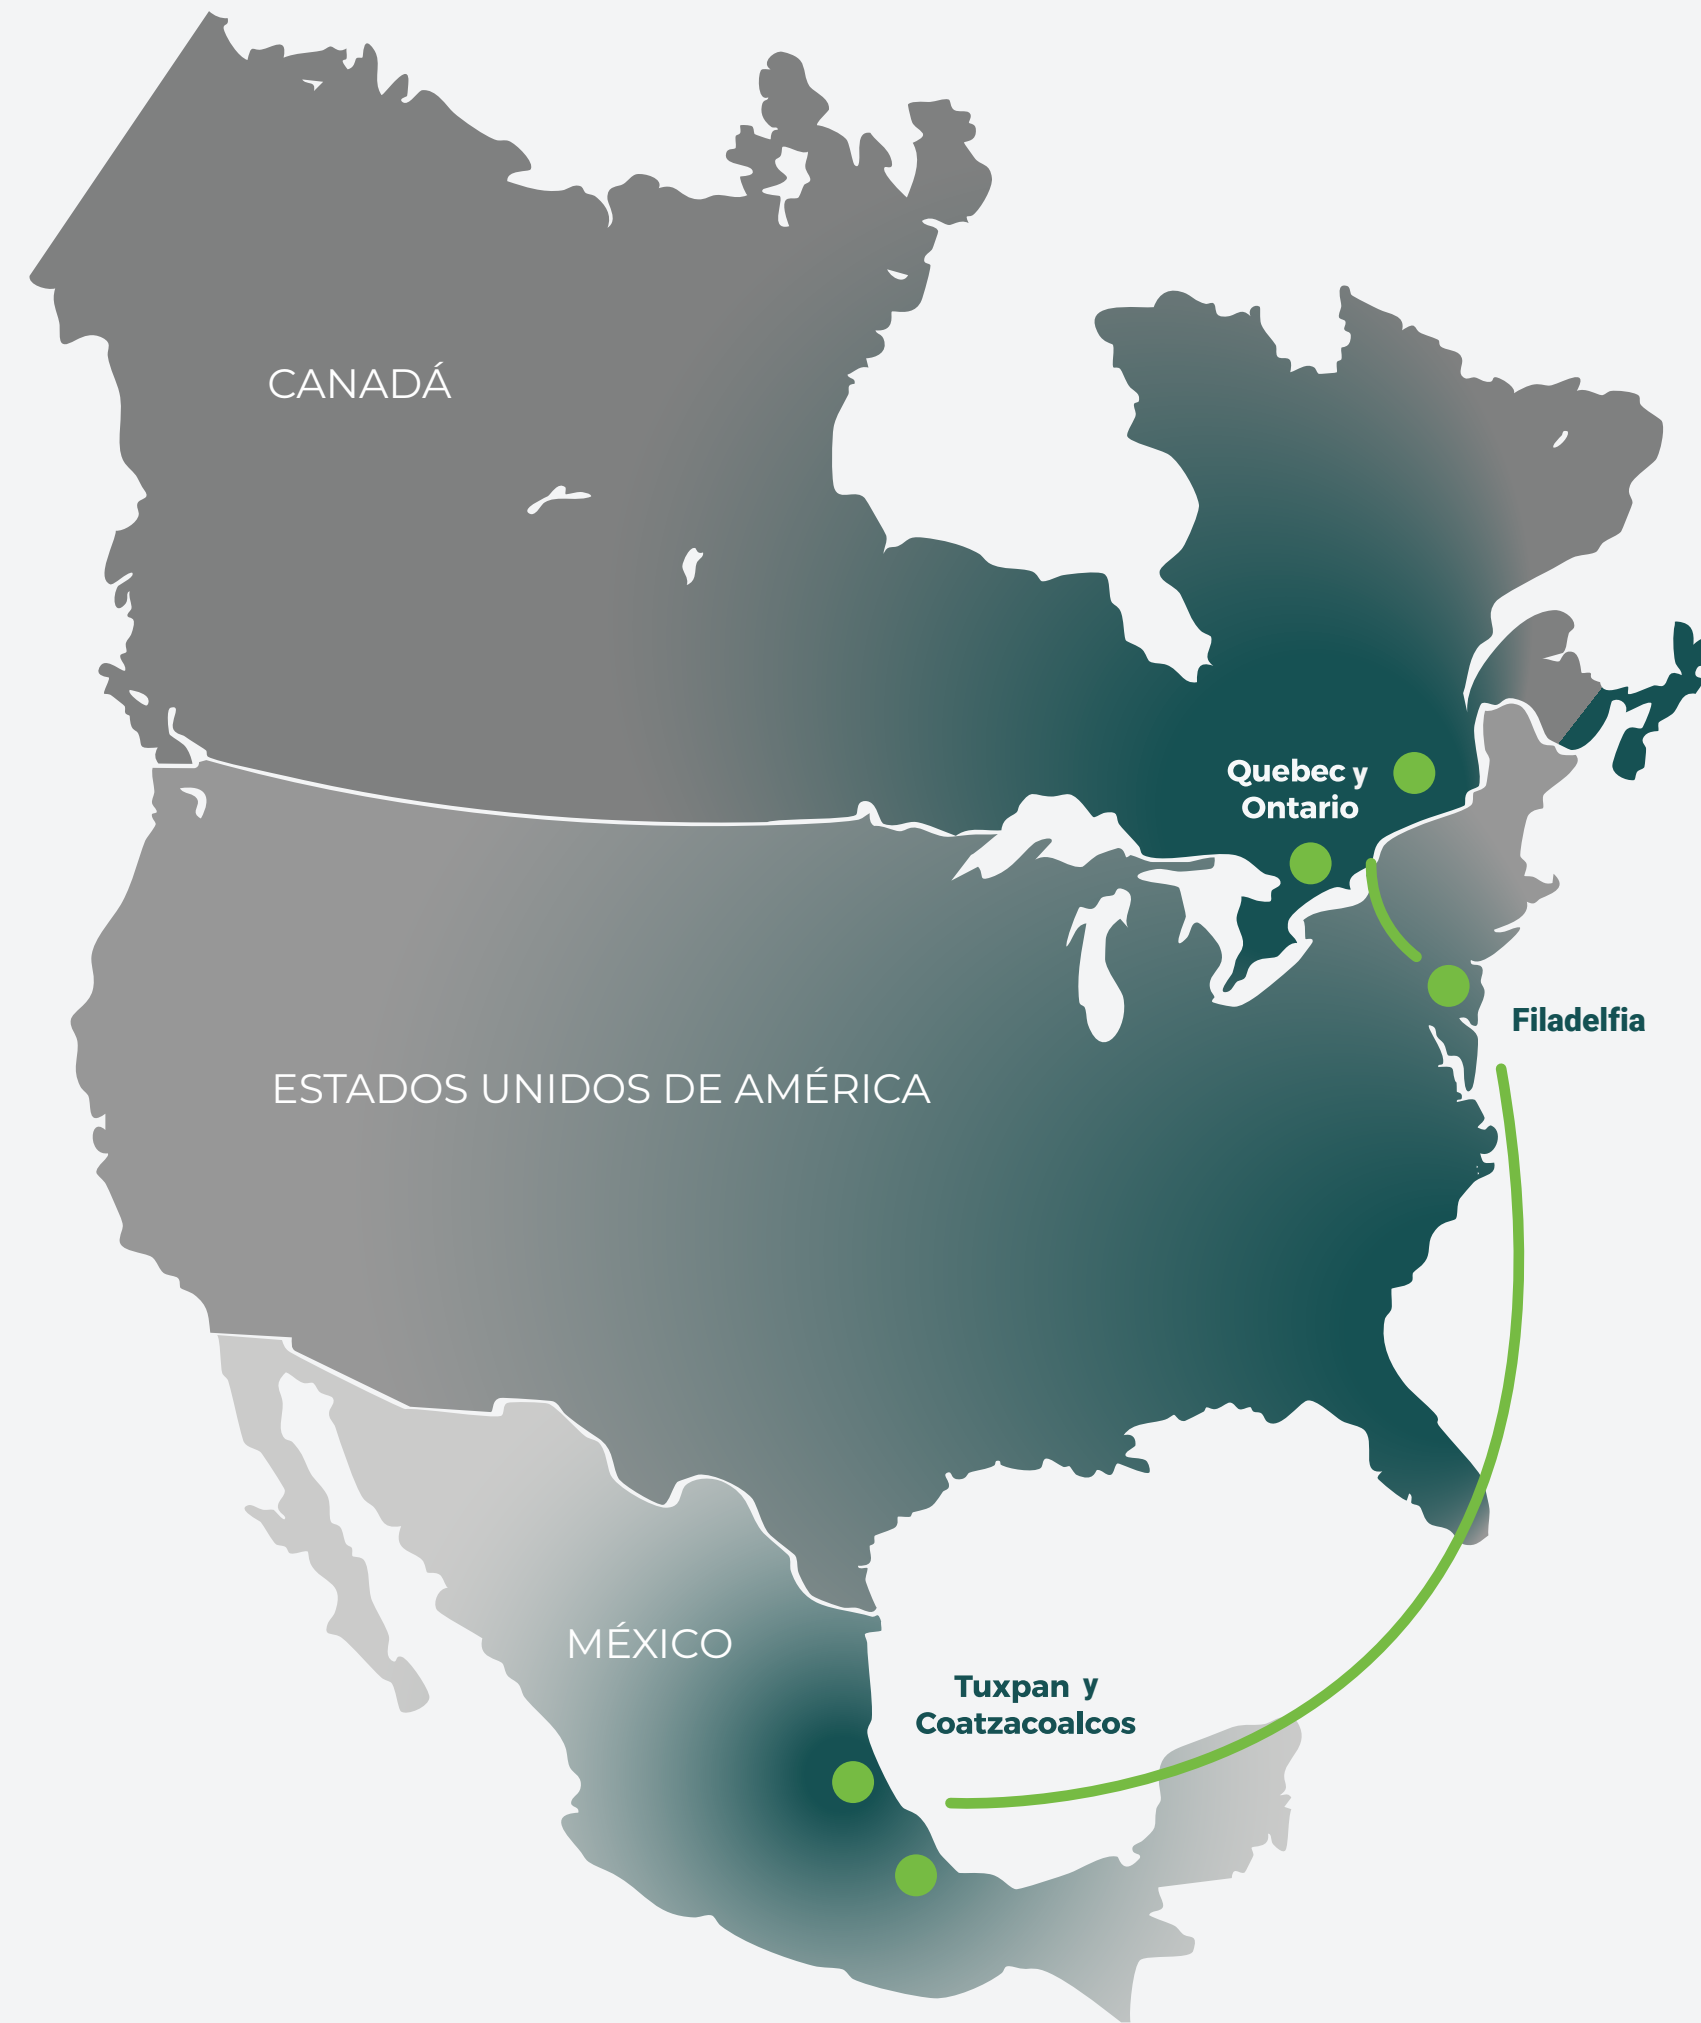 CANADÁ
Quebec y
Ontario
Filadelfia
ESTADOS UNIDOS DE AMÉRICA
MÉXICO
Tuxpan y
Coatzacoalcos